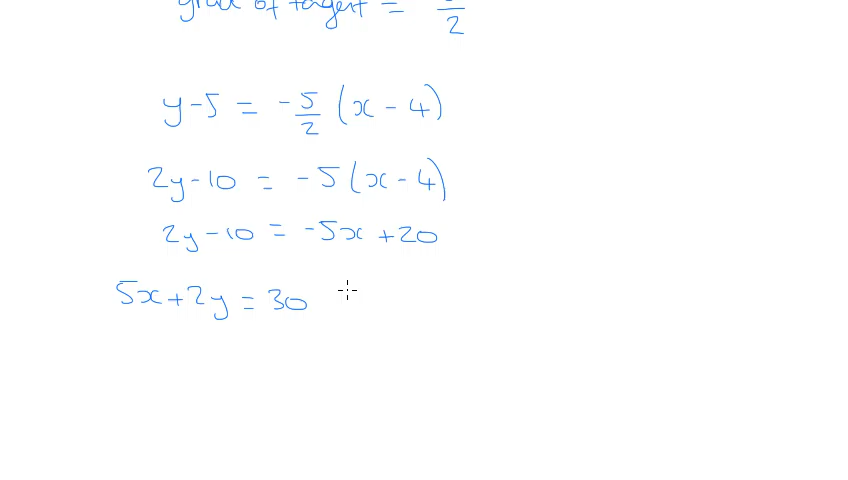 grad of tangent = 5/2
y - 5 = -5/2 (x - 4)
2y - 10 = -5(x - 4)
2y - 10 = -5x + 20
5x + 2y = 30